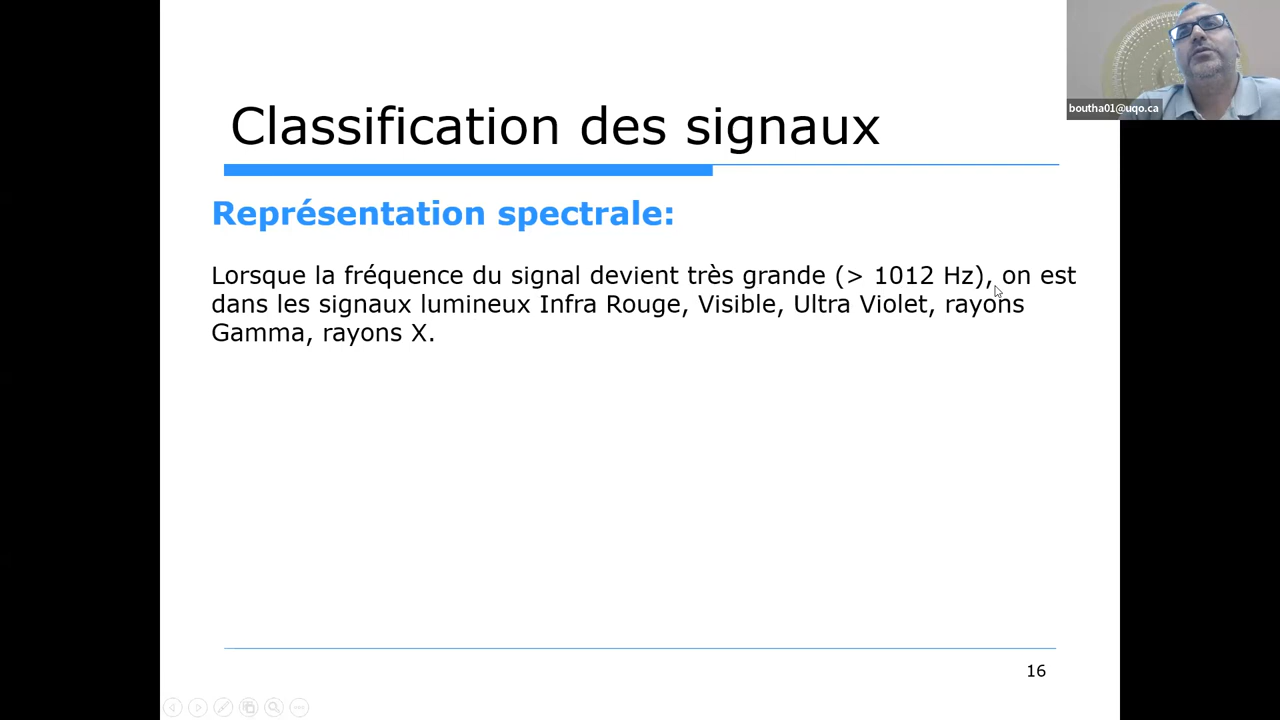 boutha01@uqo.ca
Classification des signaux
Représentation spectrale:
Lorsque la fréquence du signal devient très grande (> 1012 Hz), on est
dans les signaux lumineux Infra Rouge, Visible, Ultra Violet, rayons
Gamma, rayons X.
16